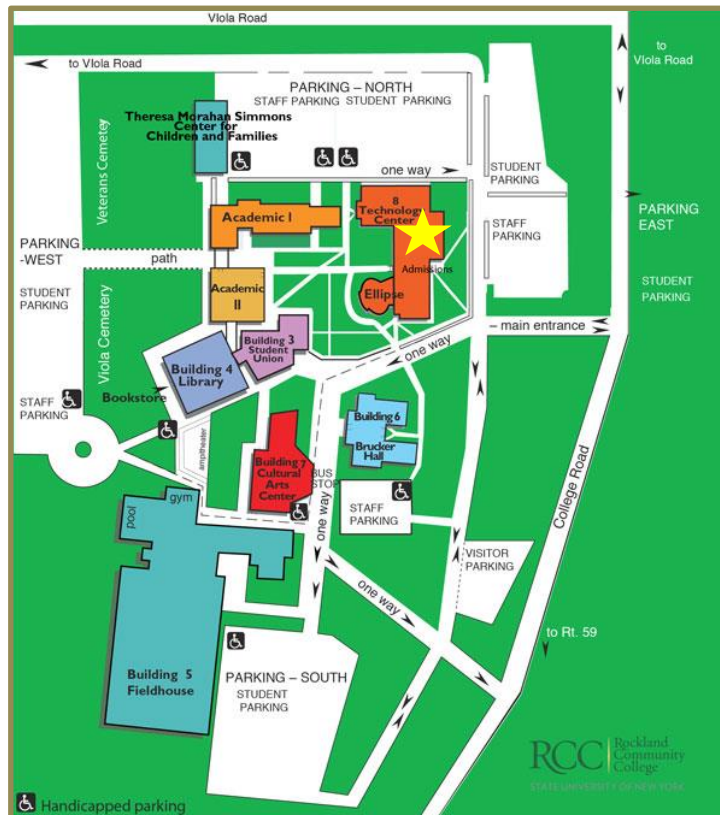 VIola Road
to VIola Road
to
VIola Road
PARKING – NORTH
STAFF PARKING STUDENT PARKING
Theresa Morahan Simmons
Center for
Children and Families
Veterans Cemetey
one way
STUDENT
PARKING
8
Technology
Center
Academic I
STAFF
PARKING
PARKING
EAST
PARKING
-WEST
path
Admissions
STUDENT
PARKING
STUDENT
PARKING
Academic
II
Ellipse
Viola Cemetery
– main entrance
Building 3
Student
Union
one way
Building 4
Library
Bookstore
STAFF
PARKING
Building 6
Brucker
Hall
ampitheater
Building 7
Cultural
Arts
Center
BUS
STOP
one way
College Road
gym
pool
STAFF
PARKING
VISITOR
PARKING
one way
to Rt. 59
Building 5
Fieldhouse
PARKING – SOUTH
STUDENT
PARKING
RCC Rockland
Community
College
STATE UNIVERSITY OF NEW YORK
Handicapped parking